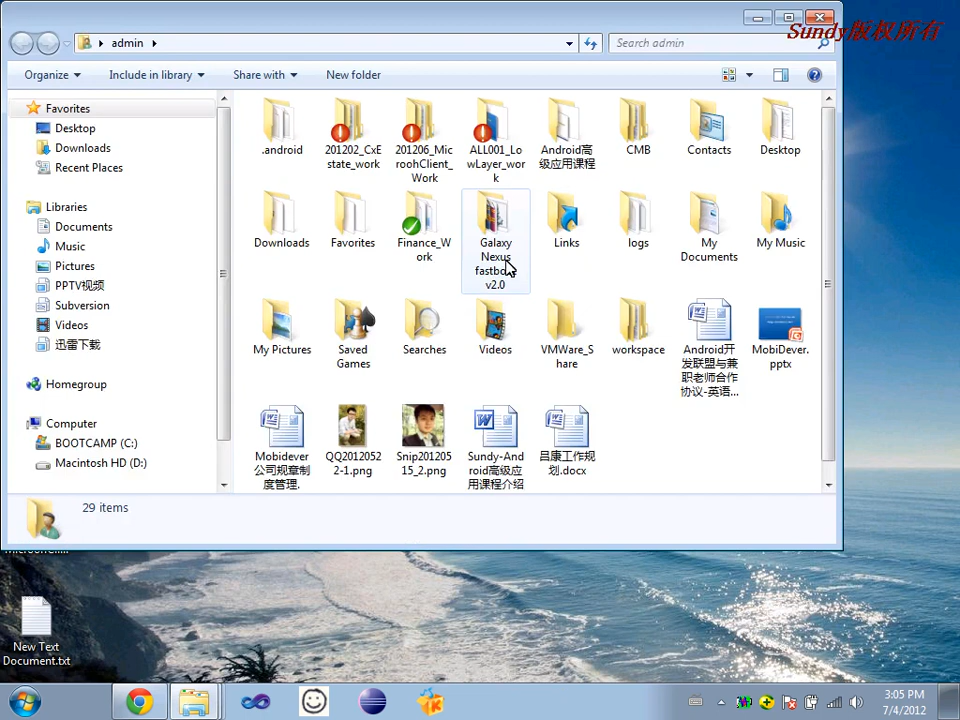 Sundy版权所有
admin
Search admin
Organize
Include in library
Share with
New folder
Favorites
Desktop
Downloads
Recent Places
Libraries
Documents
Music
Pictures
PPTV视频
Subversion
Videos
迅雷下载
Homegroup
Computer
BOOTCAMP (C:)
Macintosh HD (D:)
.android
201202_CxE
state_work
201206_Mic
roohClient_
Work
ALL001_Lo
wLayer_wor
k
Android高
级应用课程
CMB
Contacts
Desktop
Downloads
Favorites
Finance_W
ork
Galaxy
Nexus
v2.0
Links
logs
My
Documents
My Music
My Pictures
Saved
Games
Searches
Videos
VMWare_S
hare
workspace
Android开
发联盟与兼
职老师合作
协议-英语...
MobiDever.
pptx
Mobidever
公司规章制
度管理.
QQ2012052
2-1.png
Snip201205
15_2.png
Sundy-And
roid高级应
用课程介绍
吕康工作规
划.docx
29 items
New Text
Document.txt
3:05 PM
7/4/2012